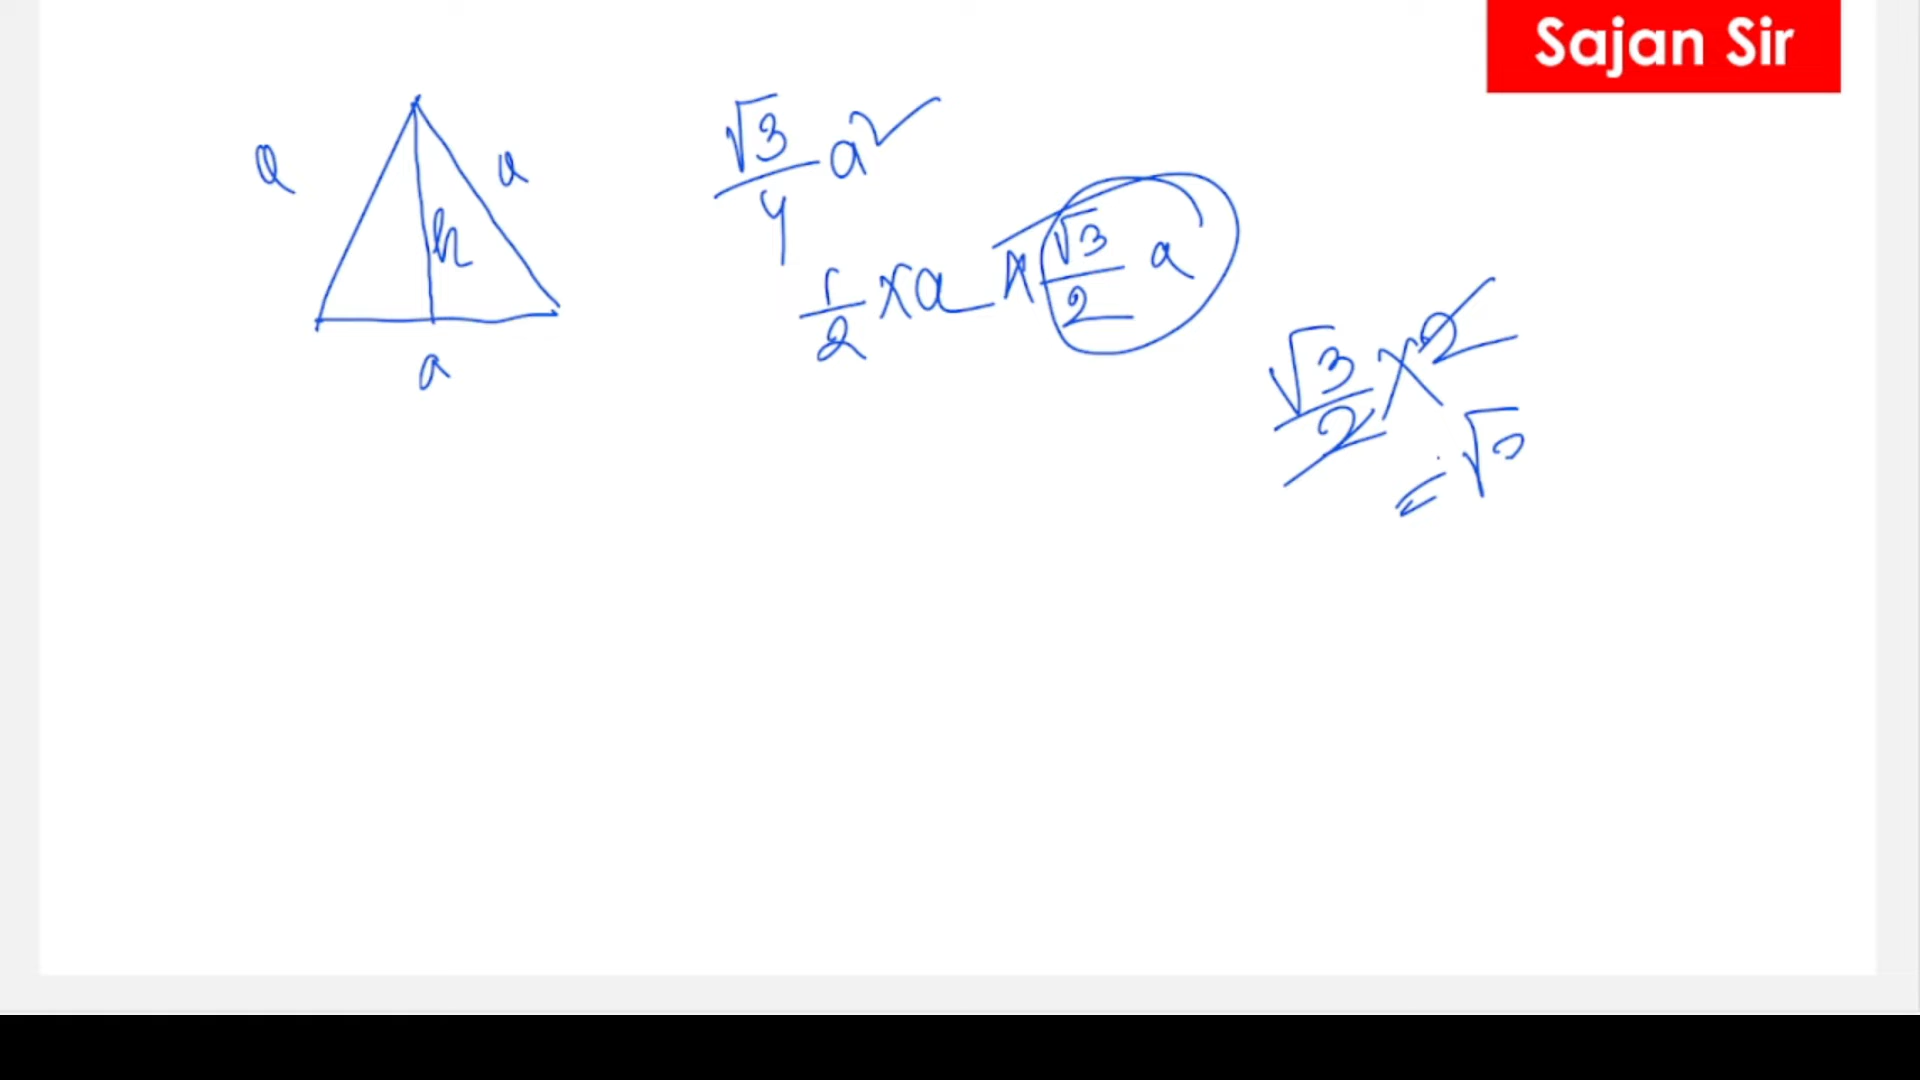 Sajan Sir
a
a
h
a
√3/4 a²
1/2 × a × √3/2 a
√3/2 × 2
= √3